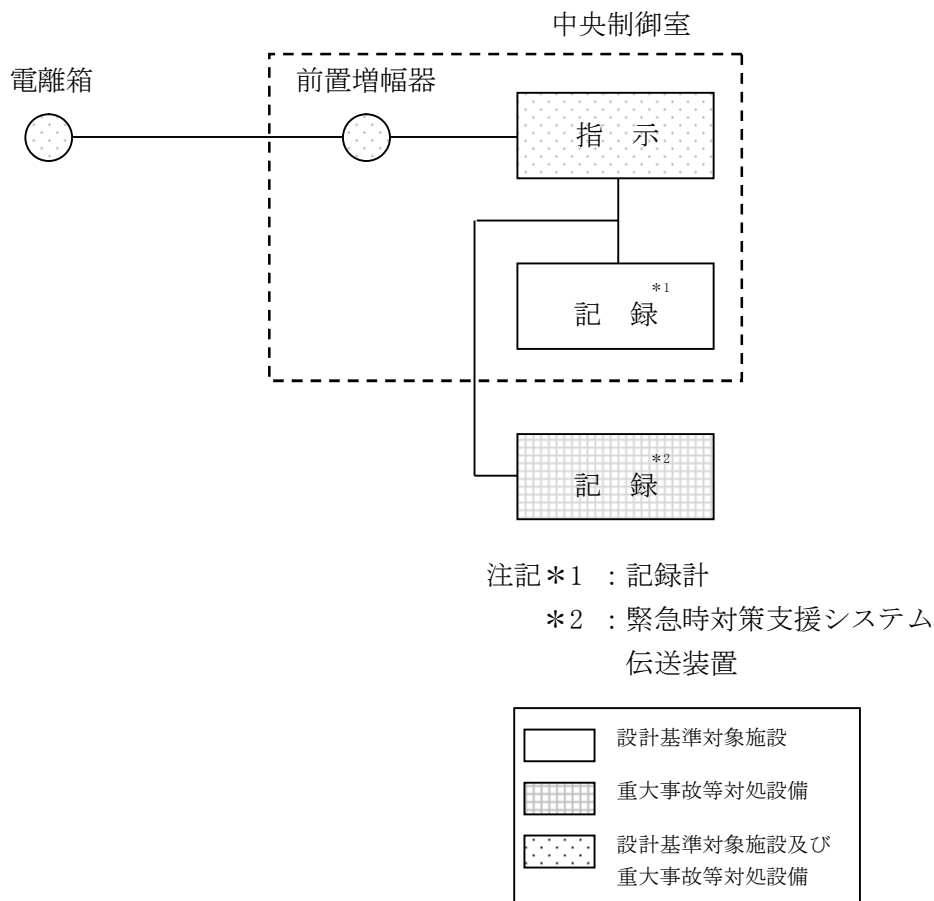 中央制御室
電離箱
前置増幅器
指 示
記 録*1
記 録*2
注記*1 :記録計
*2 :緊急時対策支援システム
伝送装置
設計基準対象施設
重大事故等対処設備
設計基準対象施設及び
重大事故等対処設備